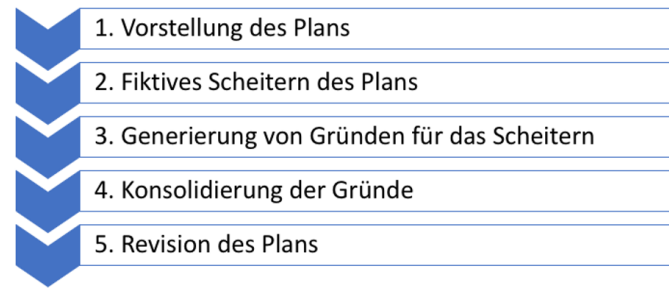 1. Vorstellung des Plans
2. Fiktives Scheitern des Plans
3. Generierung von Gründen für das Scheitern
4. Konsolidierung der Gründe
5. Revision des Plans